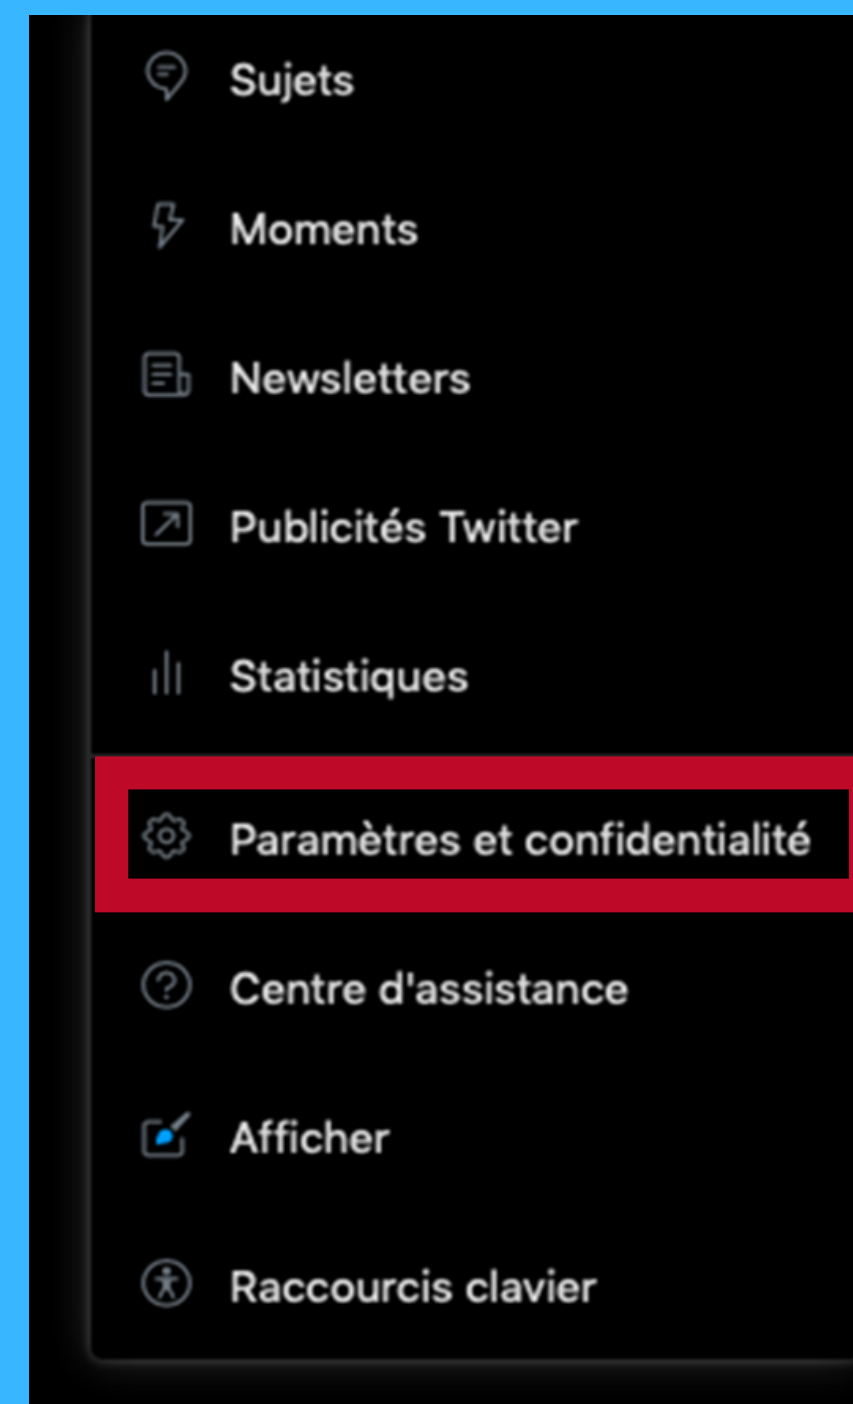 Sujets
Moments
Newsletters
Publicités Twitter
Statistiques
Paramètres et confidentialité
Centre d'assistance
Afficher
Raccourcis clavier